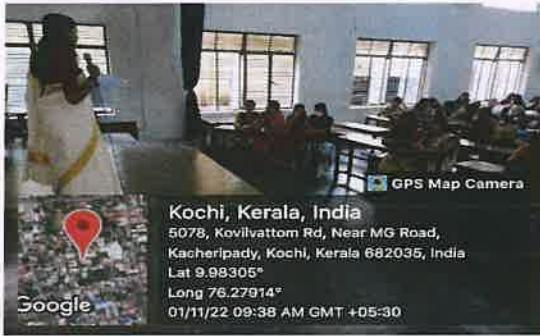 GPS Map Camera
Kochi, Kerala, India
5078, Kovilvattom Rd, Near MG Road,
Kacheripady, Kochi, Kerala 682035, India
Lat 9.98305°
Long 76.27914°
01/11/22 09:38 AM GMT +05:30
Google